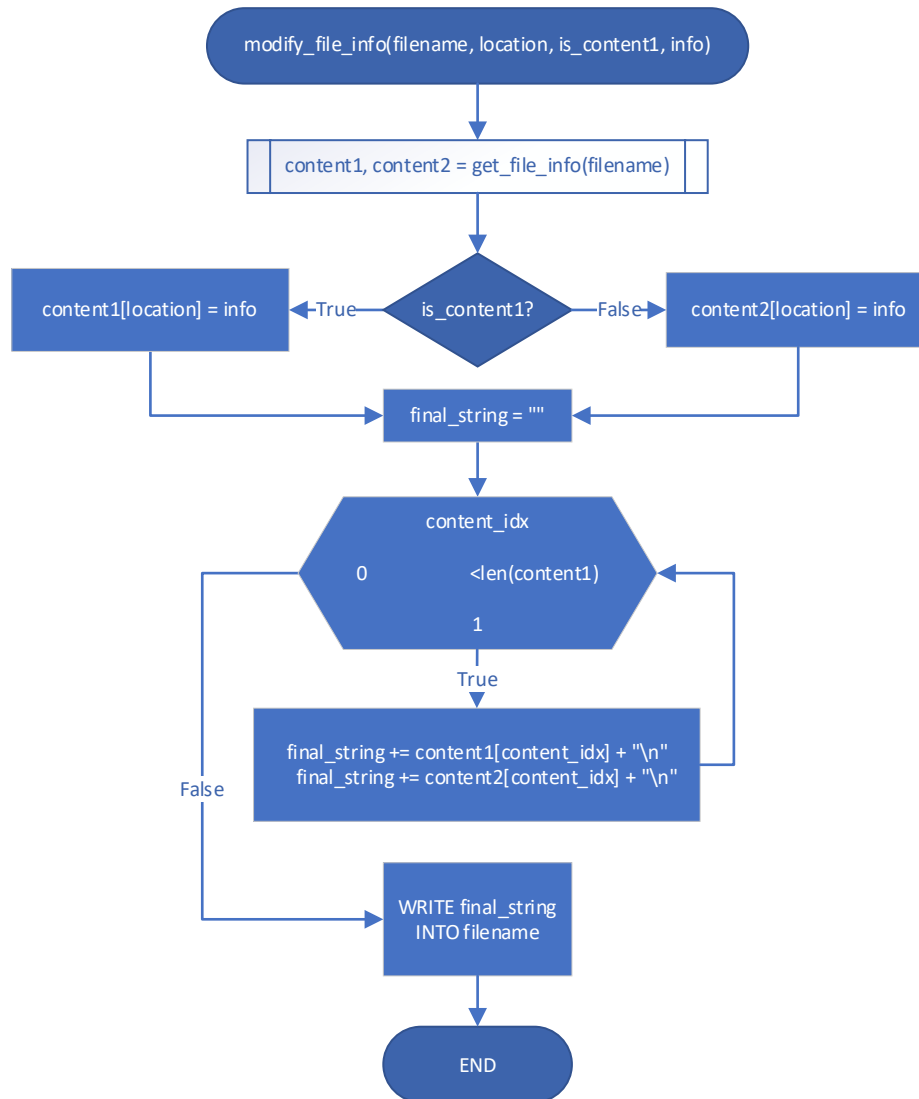 modify_file_info(filename, location, is_content1, info)
content1, content2 = get_file_info(filename)
is_content1?
True
False
content1[location] = info
content2[location] = info
final_string = ""
content_idx
0 <len(content1)
1
True
final_string += content1[content_idx] + "\n"
final_string += content2[content_idx] + "\n"
False
WRITE final_string
INTO filename
END